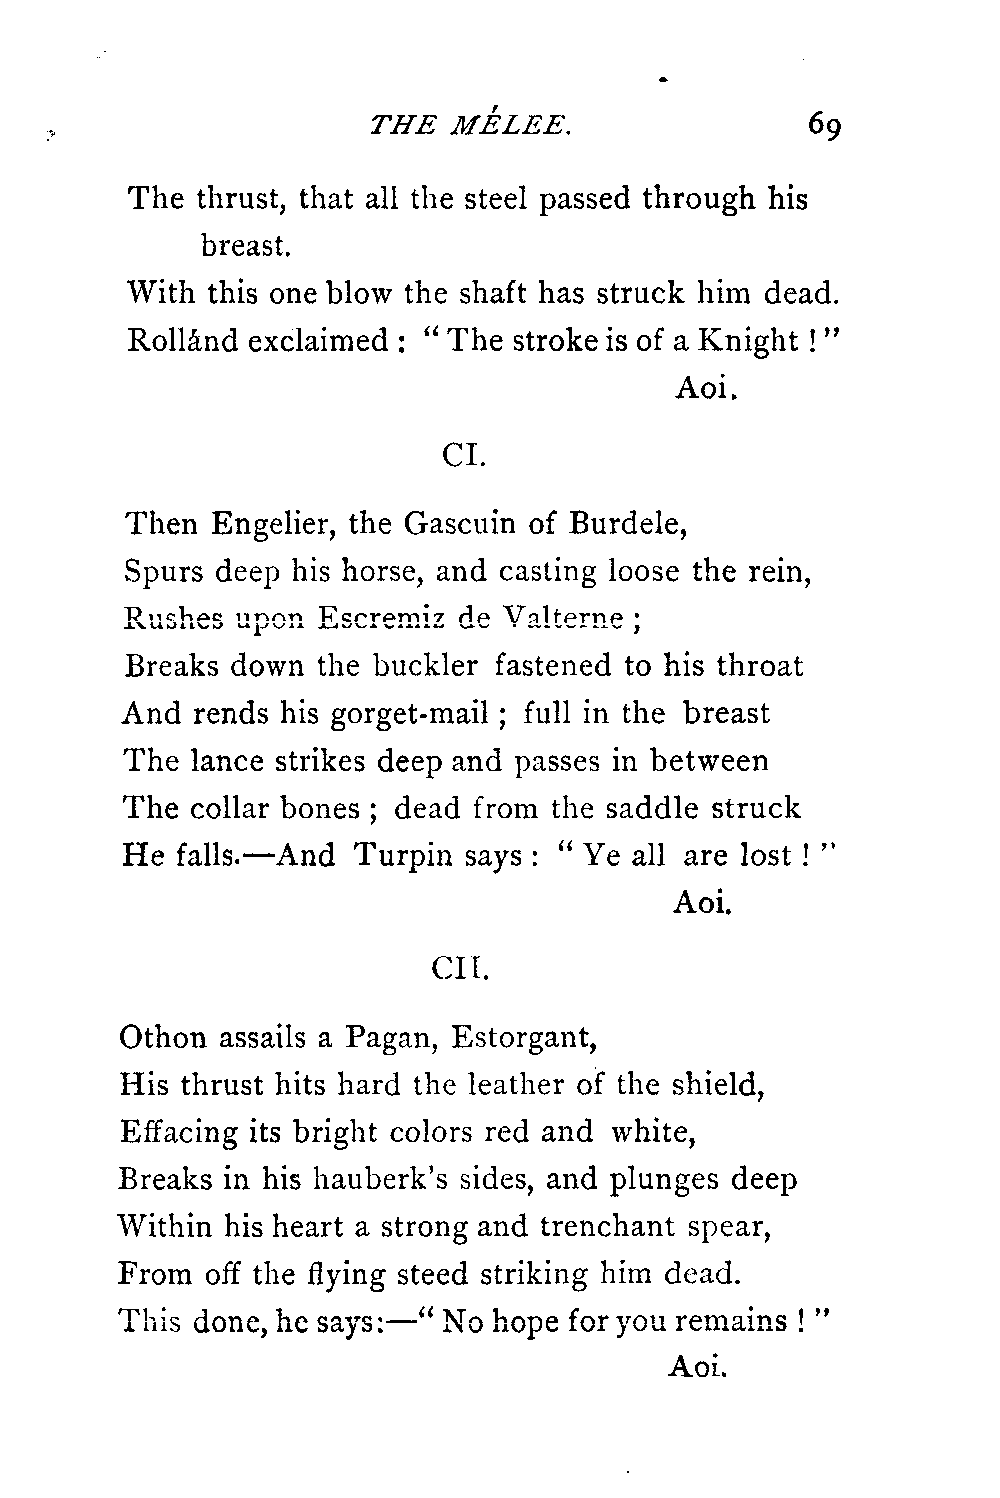 THE MÉLEE. 69
The thrust, that all the steel passed through his
breast.
With this one blow the shaft has struck him dead.
Rollánd exclaimed : “ The stroke is of a Knight ! ”
Aoi.
CI.
Then Engelier, the Gascuin of Burdele,
Spurs deep his horse, and casting loose the rein,
Rushes upon Escremiz de Valterne ;
Breaks down the buckler fastened to his throat
And rends his gorget-mail ; full in the breast
The lance strikes deep and passes in between
The collar bones ; dead from the saddle struck
He falls.—And Turpin says : “ Ye all are lost ! ”
Aoi.
CII.
Othon assails a Pagan, Estorgant,
His thrust hits hard the leather of the shield,
Effacing its bright colors red and white,
Breaks in his hauberk's sides, and plunges deep
Within his heart a strong and trenchant spear,
From off the flying steed striking him dead.
This done, he says:—“ No hope for you remains ! ”
Aoi.